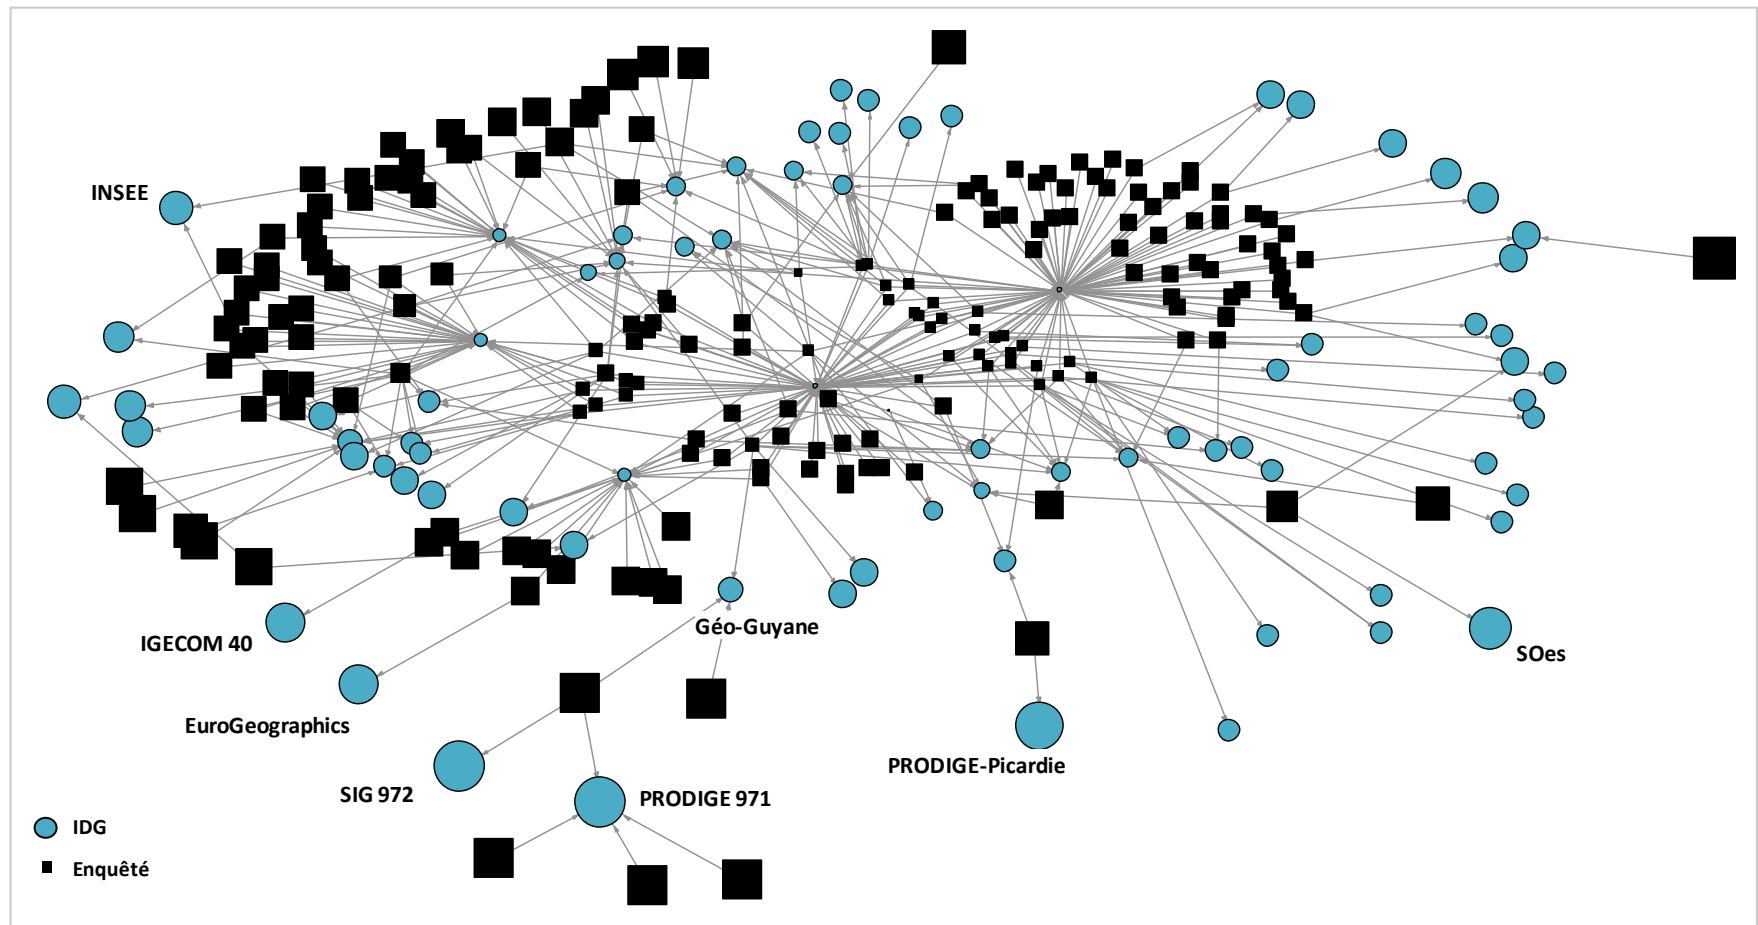 INSEE
Géo-Guyane
IGECOM 40
SOes
EuroGeographics
PRODIGE-Picardie
SIG 972
PRODIGE 971
IDG
Enquêté